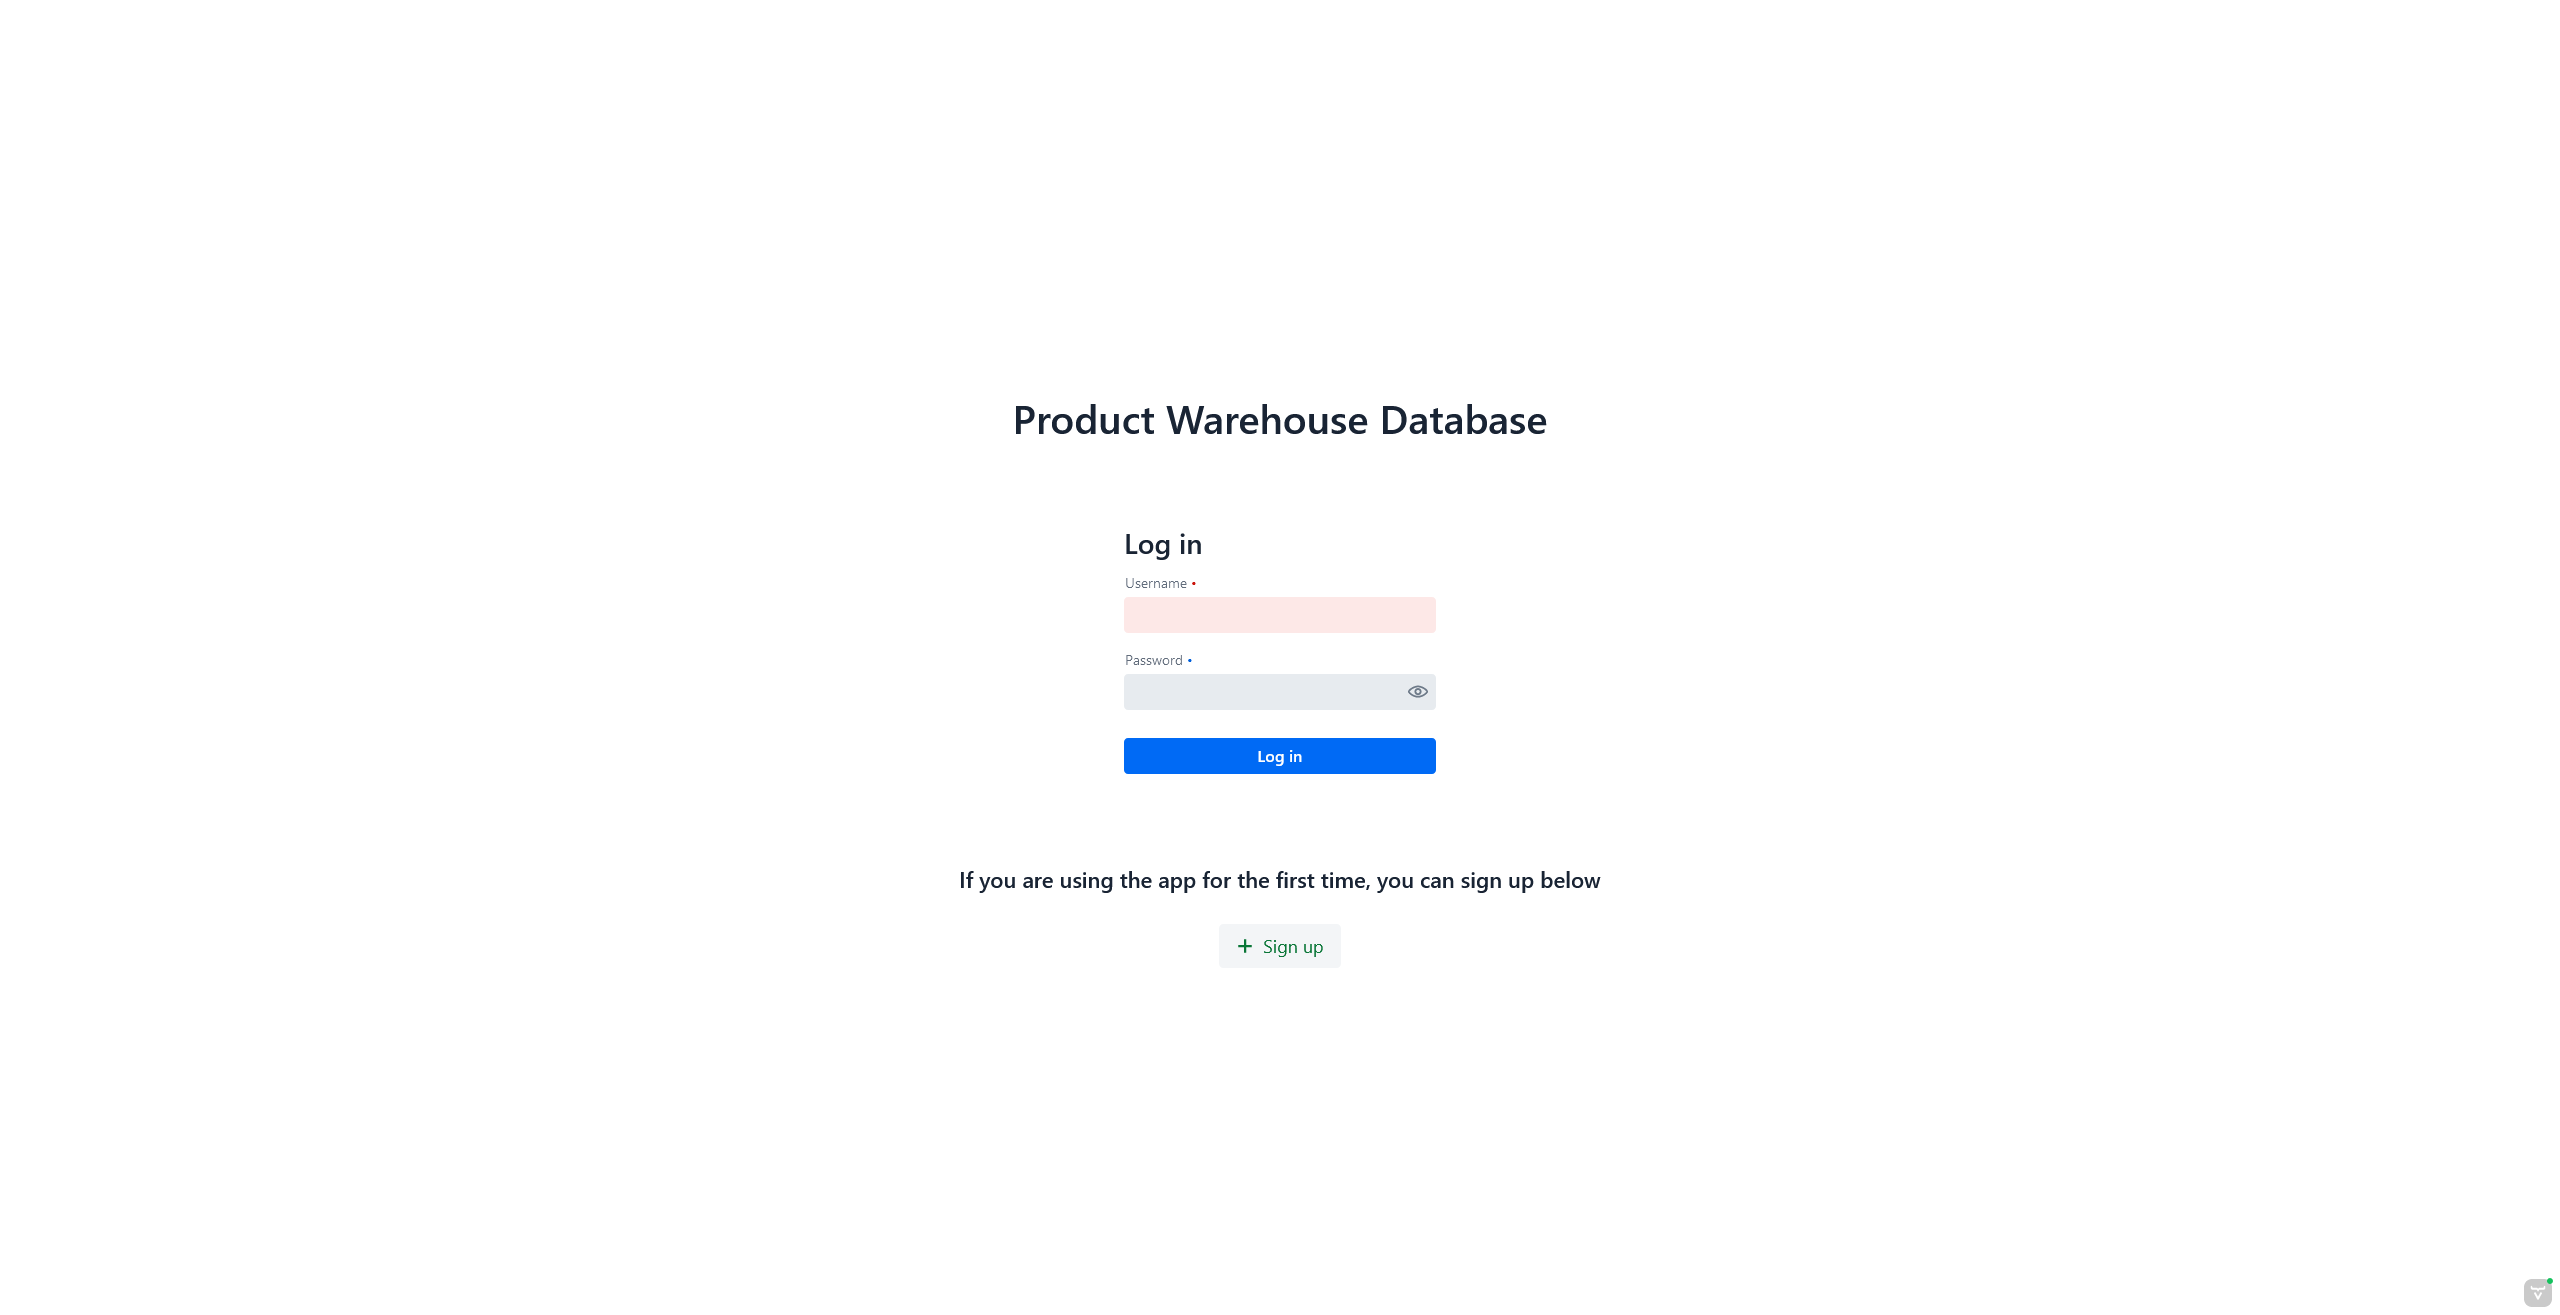 Product Warehouse Database
Log in
Username •
Password •
Log in
If you are using the app for the first time, you can sign up below
+ Sign up